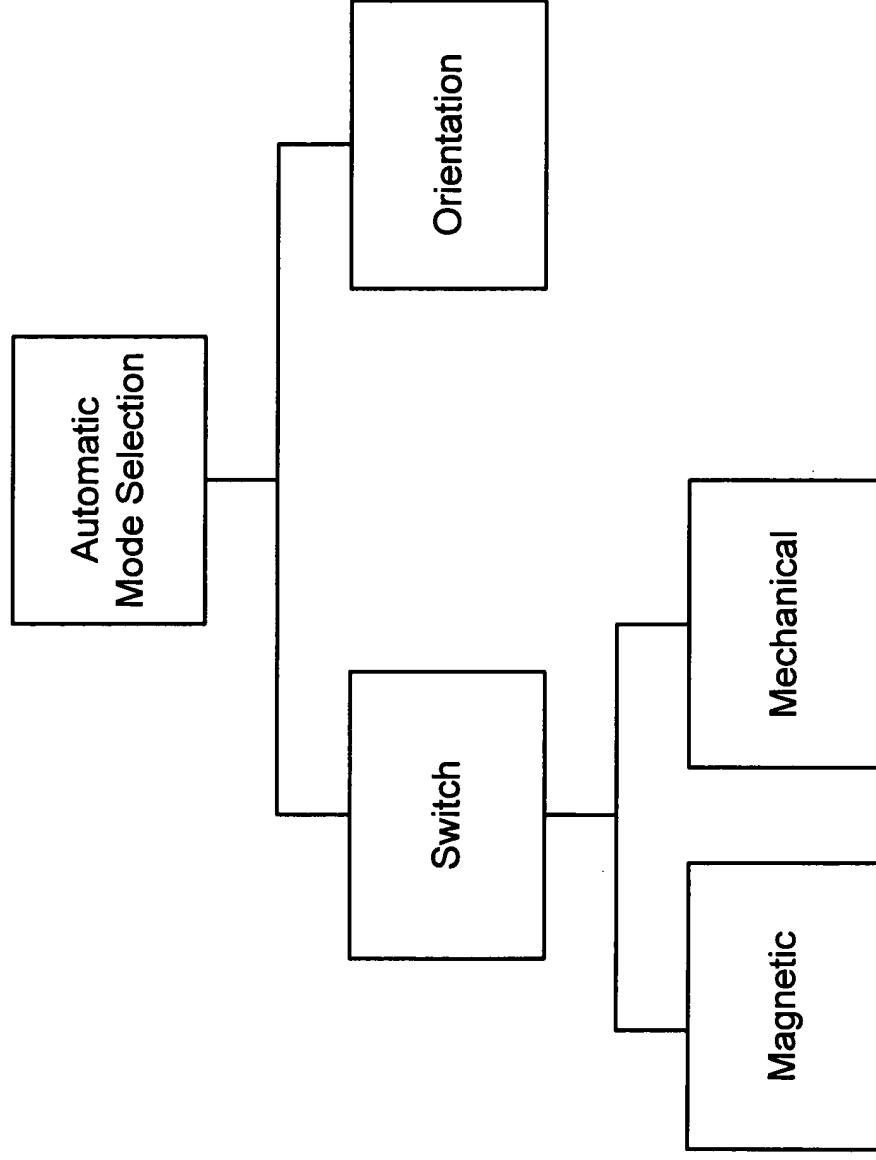 Automatic
Mode Selection
Switch
Orientation
Magnetic
Mechanical